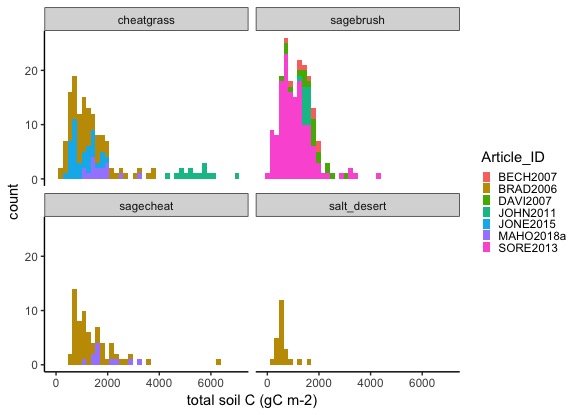 cheatgrass
sagebrush
20
10
0
sagecheat
salt_desert
20
10
0
0
2000
4000
6000
0
2000
4000
6000
total soil C (gC m-2)
count
Article_ID
BECH2007
BRAD2006
DAVI2007
JOHN2011
JONE2015
MAHO2018a
SORE2013